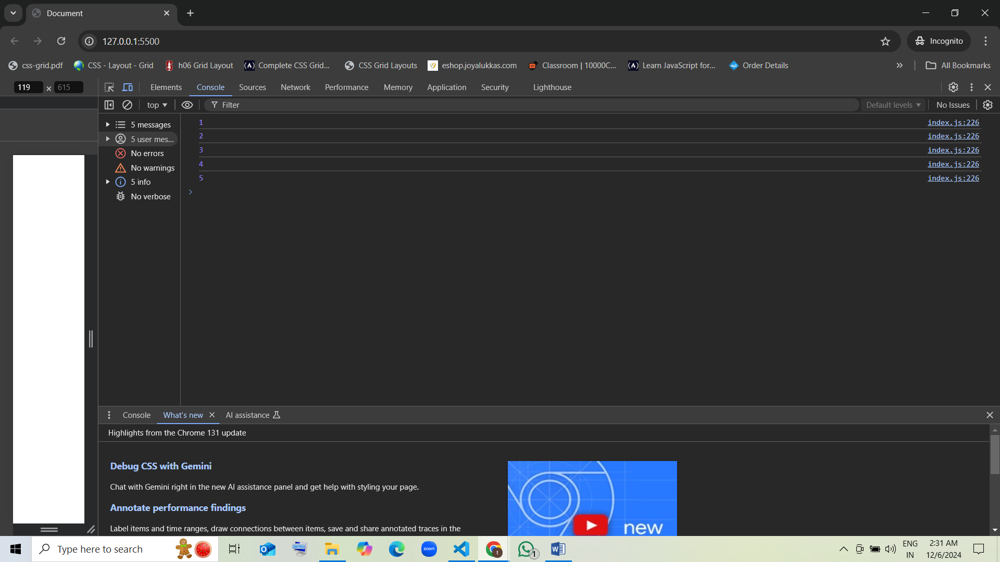 Document
127.0.0.1:5500
Incognito
css-grid.pdf
CSS - Layout - Grid
h06 Grid Layout
Complete CSS Grid...
CSS Grid Layouts
eshop.joyalukkas.com
Classroom | 10000C...
Learn JavaScript for...
Order Details
All Bookmarks
119 × 615
Elements
Console
Sources
Network
Performance
Memory
Application
Security
Lighthouse
top
Filter
Default levels
No Issues
5 messages
5 user mes...
No errors
No warnings
5 info
No verbose
1 index.js:226
2 index.js:226
3 index.js:226
4 index.js:226
5 index.js:226
Console
What's new
AI assistance
Highlights from the Chrome 131 update
Debug CSS with Gemini
Chat with Gemini right in the new AI assistance panel and get help with styling your page.
Annotate performance findings
Label items and time ranges, draw connections between items, save and share annotated traces in the
new
Type here to search
zoom
t
1
ENG
IN
2:31 AM
12/6/2024